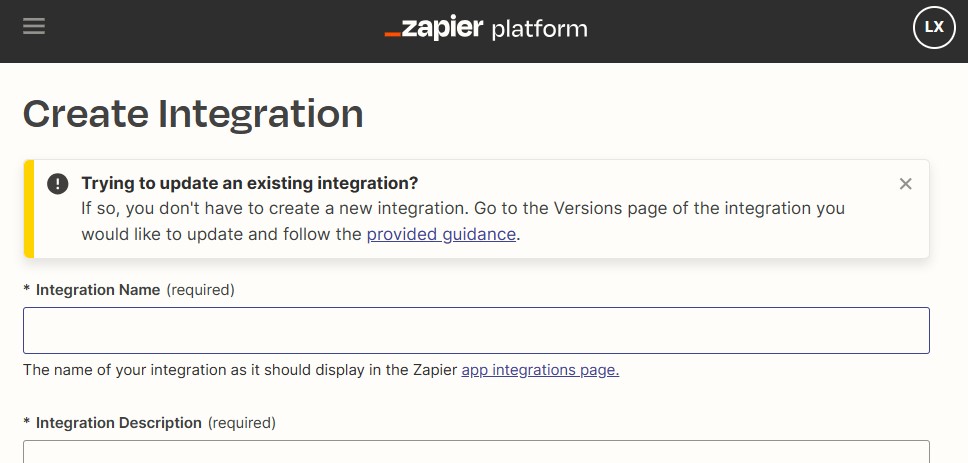 zapier platform
LX
Create Integration
Trying to update an existing integration?
If so, you don't have to create a new integration. Go to the Versions page of the integration you
would like to update and follow the provided guidance.
* Integration Name (required)
The name of your integration as it should display in the Zapier app integrations page.
* Integration Description (required)